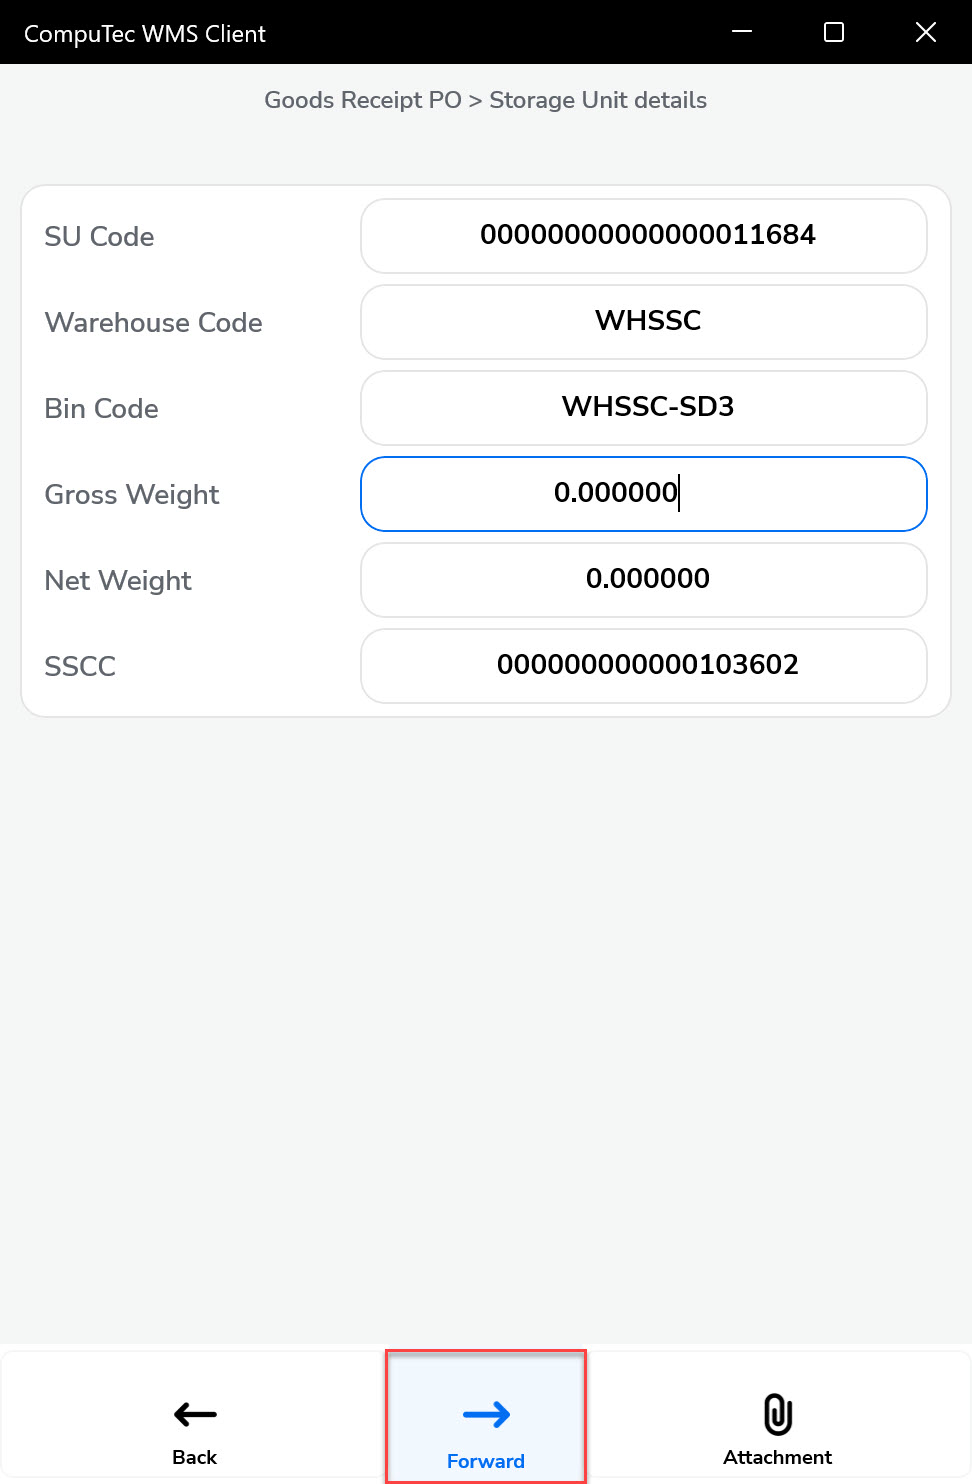 CompuTec WMS Client
Goods Receipt PO > Storage Unit details
SU Code 00000000000000011684
Warehouse Code WHSSC
Bin Code WHSSC-SD3
Gross Weight 0.000000
Net Weight 0.000000
SSCC 000000000000103602
Back Forward Attachment